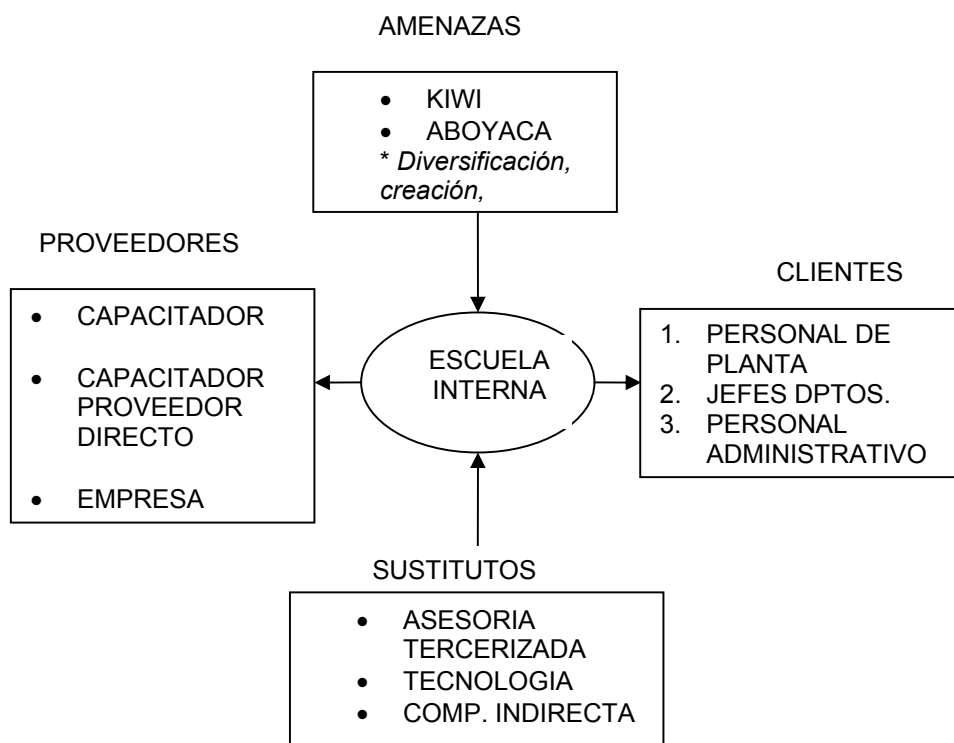 AMENAZAS
• KIWI
• ABOYACA
* Diversificación,
creación,
PROVEEDORES
• CAPACITADOR
• CAPACITADOR
PROVEEDOR
DIRECTO
• EMPRESA
ESCUELA
INTERNA
CLIENTES
1. PERSONAL DE
PLANTA
2. JEFES DPTOS.
3. PERSONAL
ADMINISTRATIVO
SUSTITUTOS
• ASESORIA
TERCERIZADA
• TECNOLOGIA
• COMP. INDIRECTA